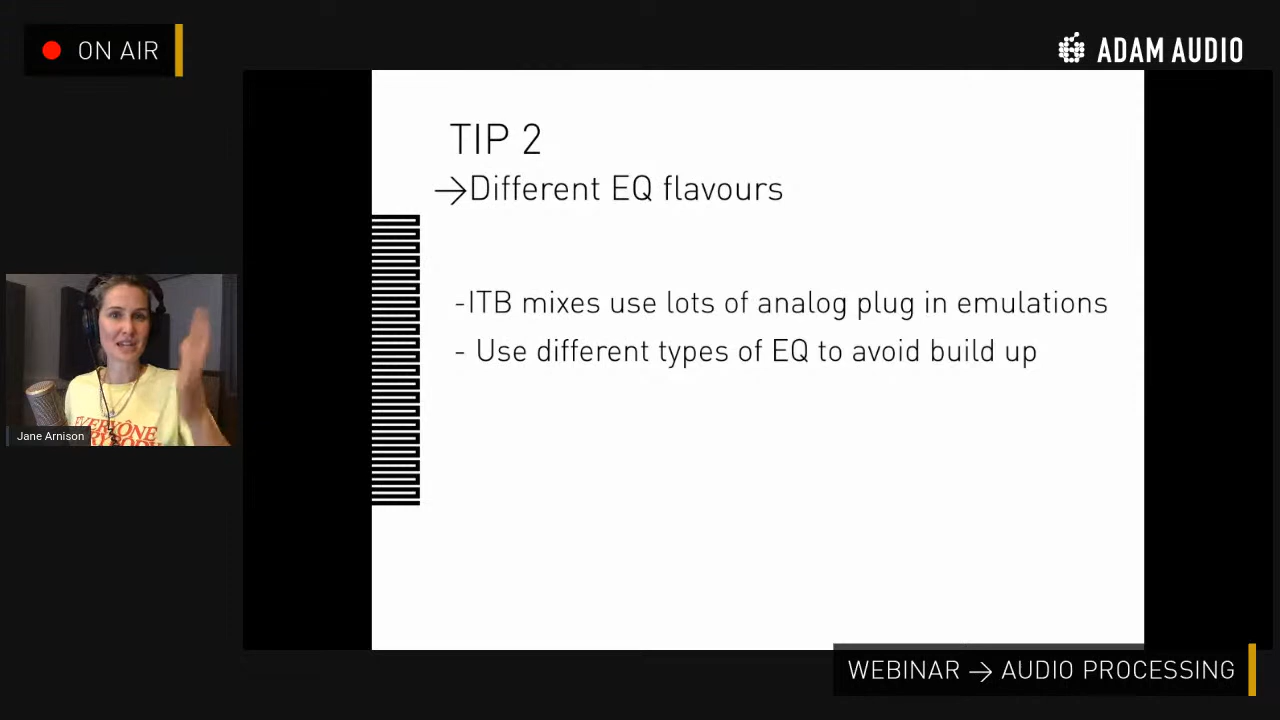 ON AIR
ADAM AUDIO
TIP 2
→Different EQ flavours
-ITB mixes use lots of analog plug in emulations
- Use different types of EQ to avoid build up
EVERYONE
Jane Arnison
WEBINAR → AUDIO PROCESSING